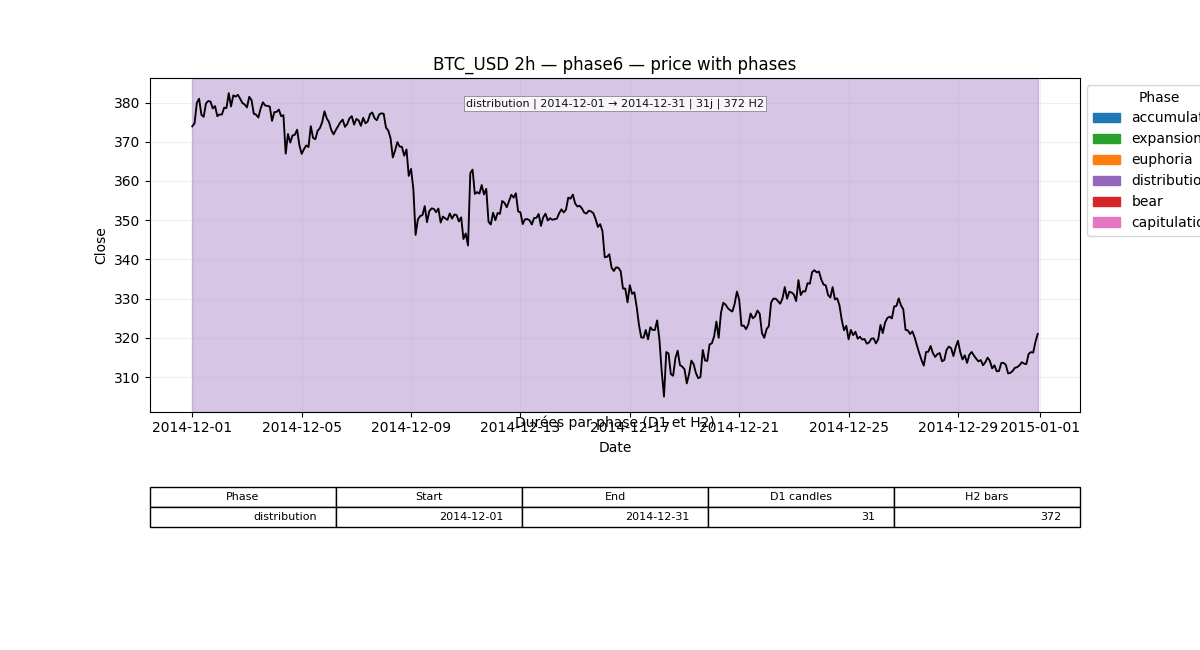 BTC_USD 2h — phase6 — price with phases
distribution | 2014-12-01 → 2014-12-31 | 31j | 372 H2
Phase
accumulat
expansion
euphoria
distributio
bear
capitulatio
Close
380
370
360
350
340
330
320
310
Durées par phase (D1 et H2)
2014-12-01 2014-12-05 2014-12-09 2014-12-13 2014-12-17 2014-12-21 2014-12-25 2014-12-29 2015-01-01
Date
Phase Start End D1 candles H2 bars
distribution 2014-12-01 2014-12-31 31 372